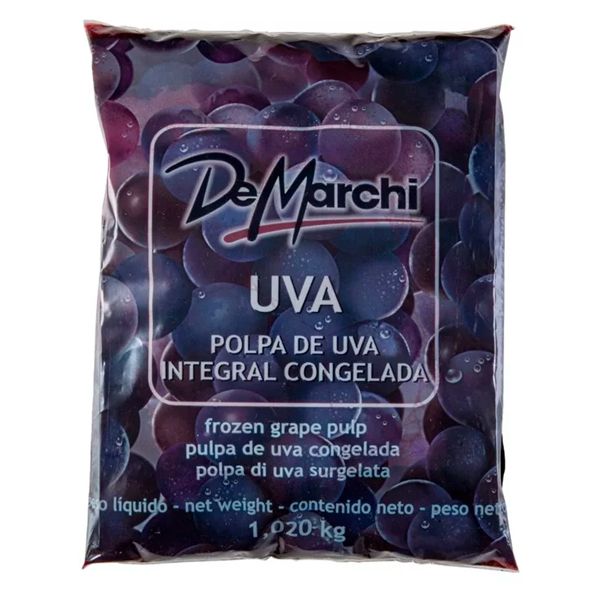 DeMarchi
UVA
POLPA DE UVA
INTEGRAL CONGELADA
frozen grape pulp
pulpa de uva congelada
polpa di uva surgelata
líquido - net weight - contenido neto - peso
1,020 kg